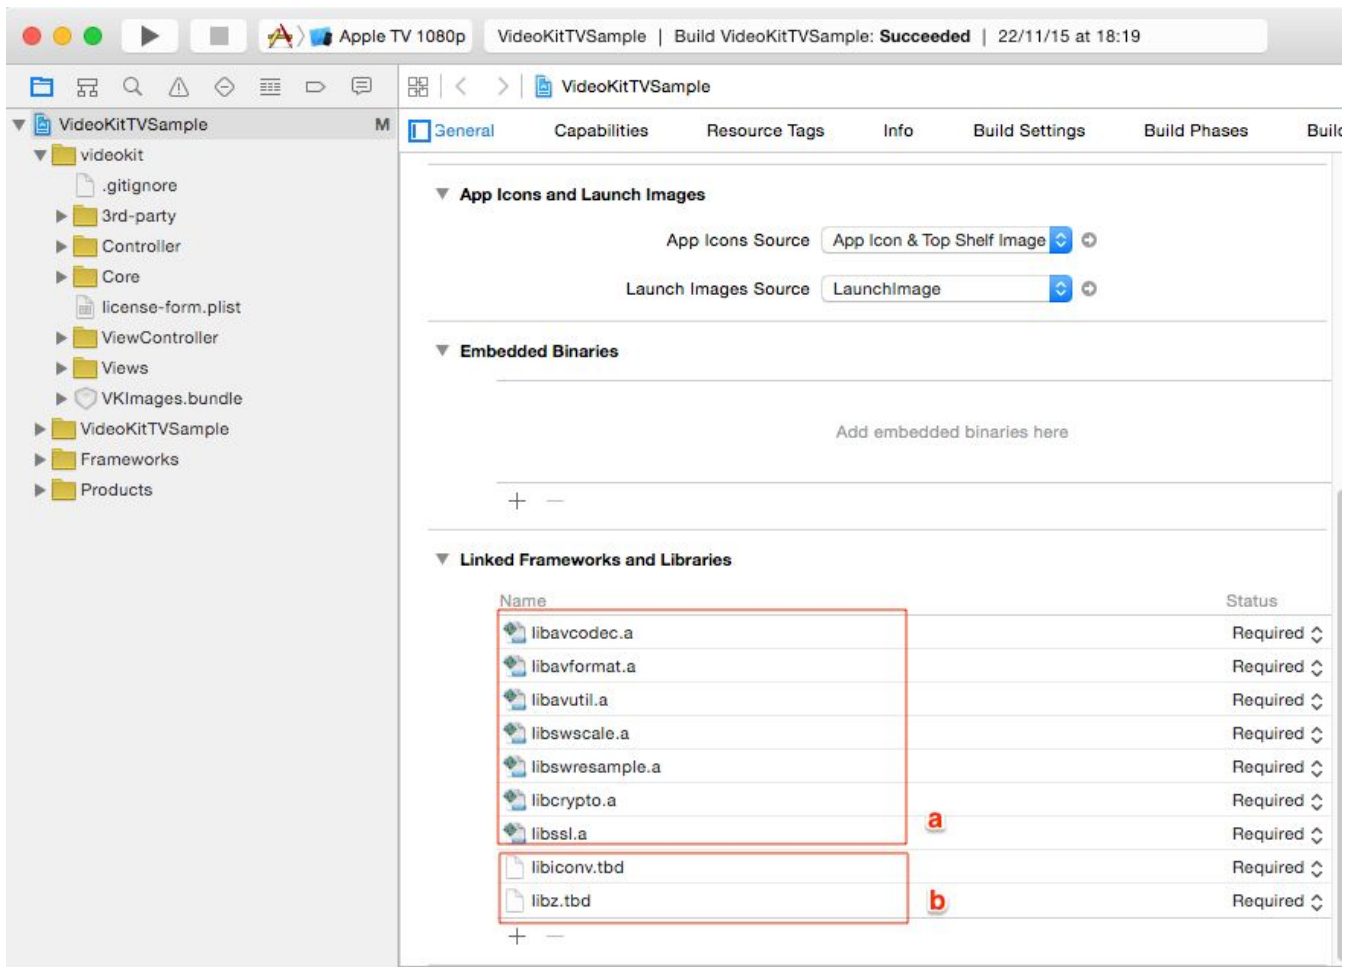 Apple TV 1080p VideoKitTVSample | Build VideoKitTVSample: Succeeded | 22/11/15 at 18:19
VideoKitTVSample
VideoKitTVSample M
General Capabilities Resource Tags Info Build Settings Build Phases Build
videokit
.gitignore
3rd-party
Controller
Core
license-form.plist
ViewController
Views
VKImages.bundle
VideoKitTVSample
Frameworks
Products
App Icons and Launch Images
App Icons Source App Icon & Top Shelf Image
Launch Images Source LaunchImage
Embedded Binaries
Add embedded binaries here
Linked Frameworks and Libraries
Name Status
libavcodec.a Required
libavformat.a Required
libavutil.a Required
libswscale.a Required
libswresample.a Required
libcrypto.a Required
a
libssl.a Required
libiconv.tbd Required
libz.tbd b Required